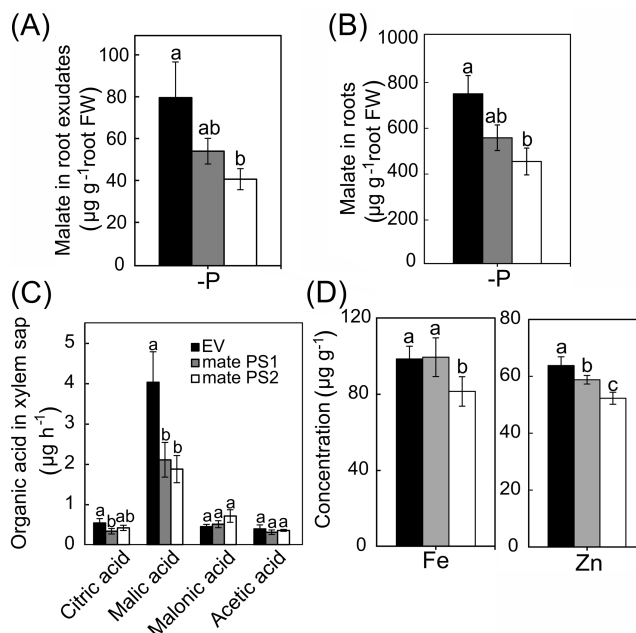 (A)
Malate in root exudates
(µg g⁻¹root FW)
100
80
60
40
20
0
a
ab
b
-P
(B)
Malate in roots
(µg g⁻¹root FW)
1000
800
600
400
200
0
a
ab
b
-P
(C)
Organic acid in xylem sap
(µg h⁻¹)
5
4
3
2
1
0
EV
mate PS1
mate PS2
a
b
ab
a
b
b
a
a
a
a
a
a
Citric acid
Malic acid
Malonic acid
Acetic acid
(D)
Concentration (µg g⁻¹)
120
80
40
0
a
a
b
Fe
80
60
40
20
0
a
b
c
Zn